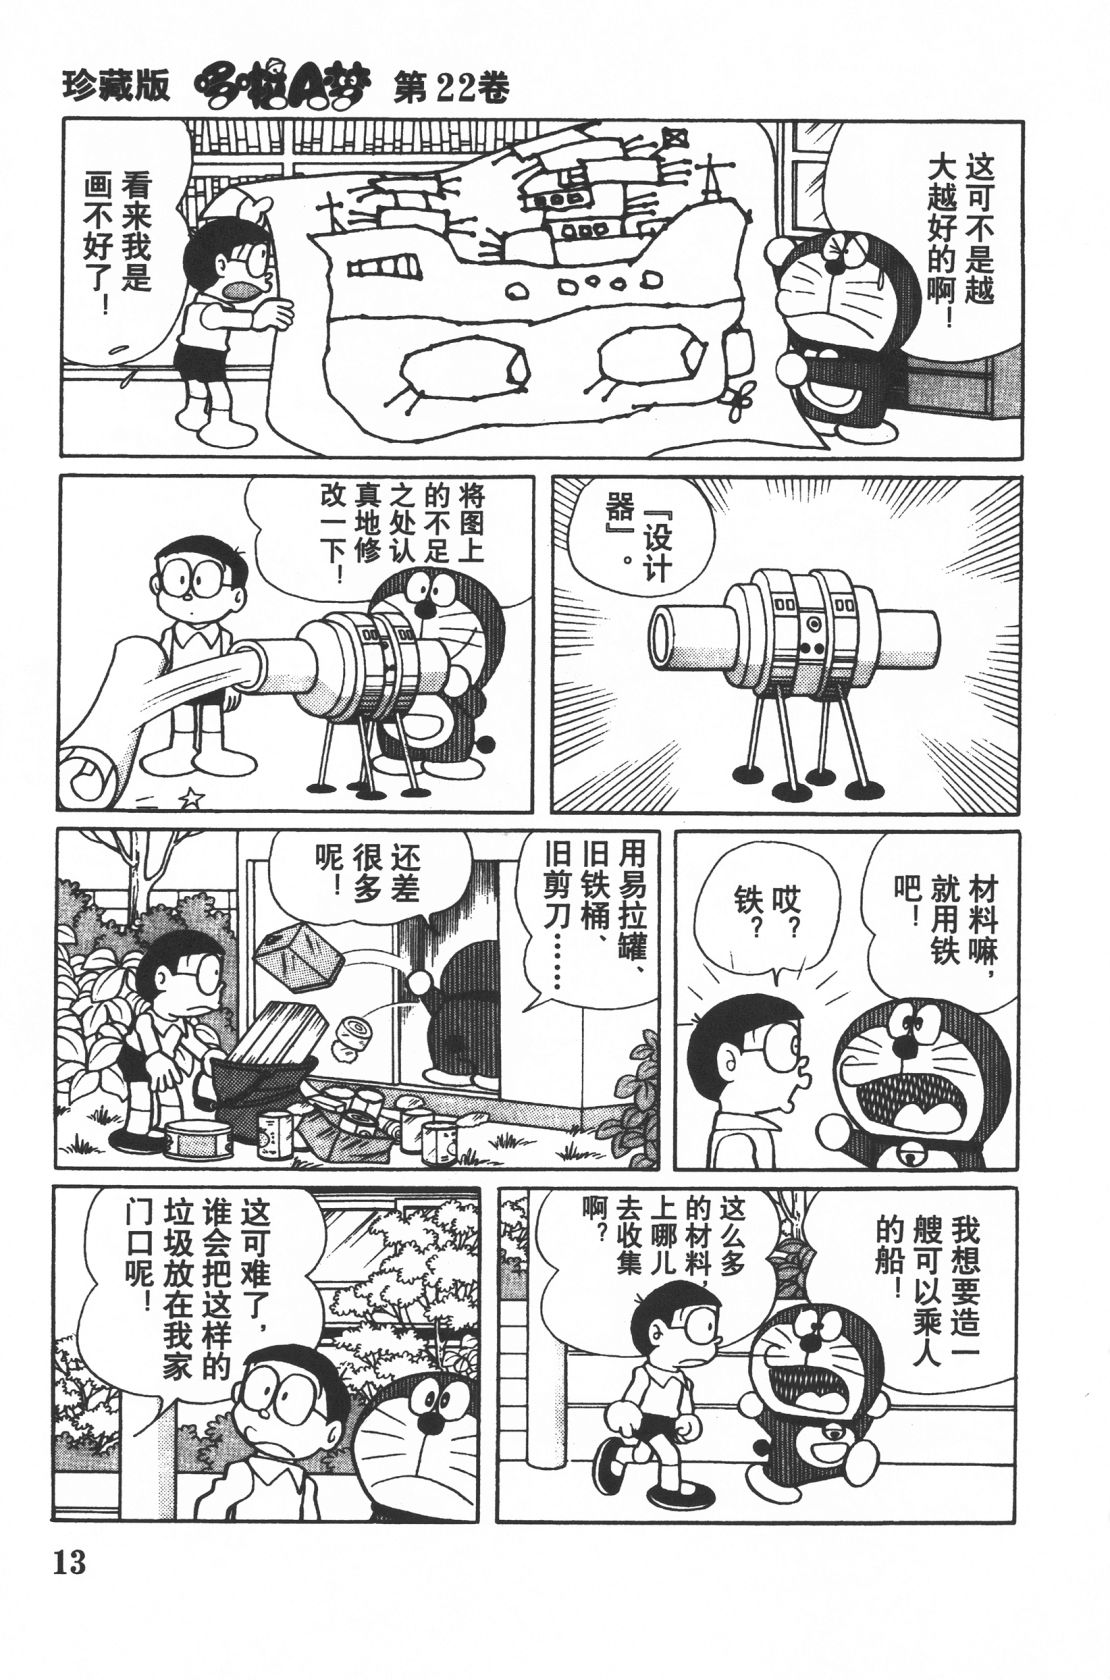 珍藏版 哆啦A梦 第22卷
这可不是越
大越好的啊！
看来我是
画不好了！
『设计
器』。
将图上
的不足
之处认
真地修
改一下！
材料嘛，
就用铁
吧！
哎？
铁？
用易拉罐、
旧铁桶、
旧剪刀……
还差
很多
呢！
我想要造一
艘可以乘人
的船！
这么多
的材料，
上哪儿
去收集
啊？
这可难了，
谁会把这样的
垃圾放在我家
门口呢！
13